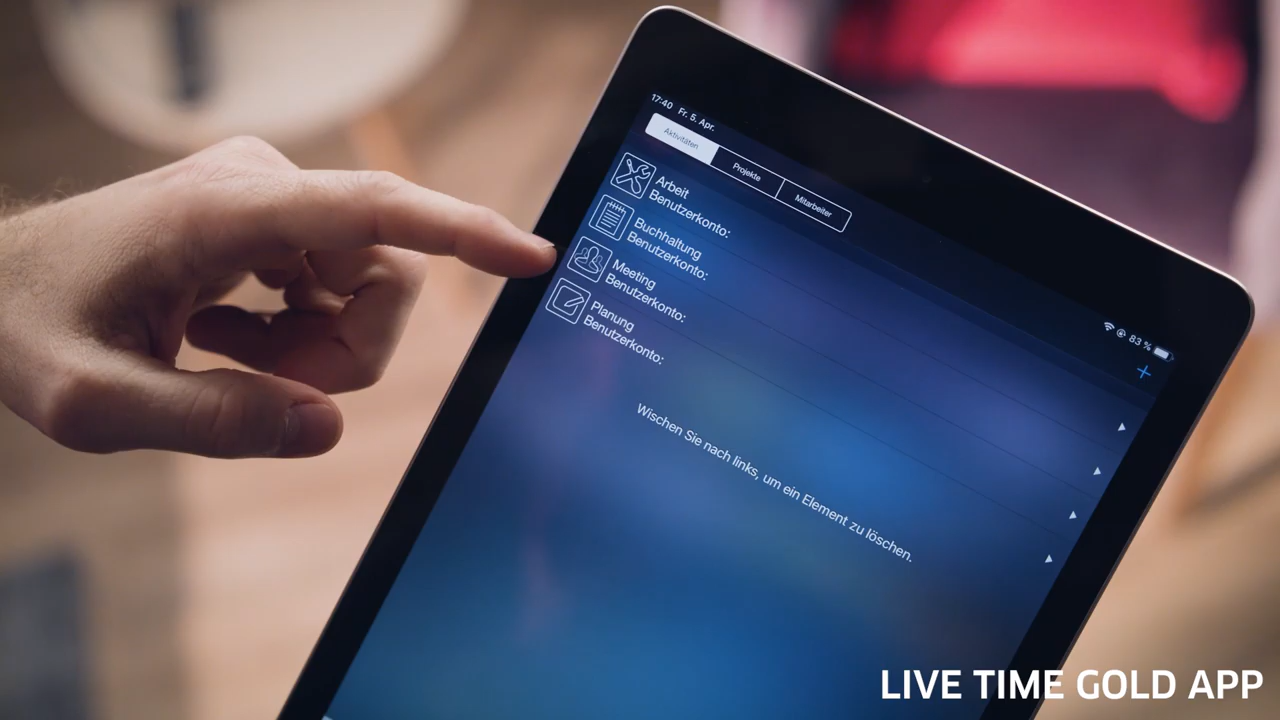 17:40 Fr. 5. Apr.
83 %
Aktivitäten Projekte Mitarbeiter
+
Arbeit
Benutzerkonto:
Buchhaltung
Benutzerkonto:
Meeting
Benutzerkonto:
Planung
Benutzerkonto:
Wischen Sie nach links, um ein Element zu löschen.
LIVE TIME GOLD APP